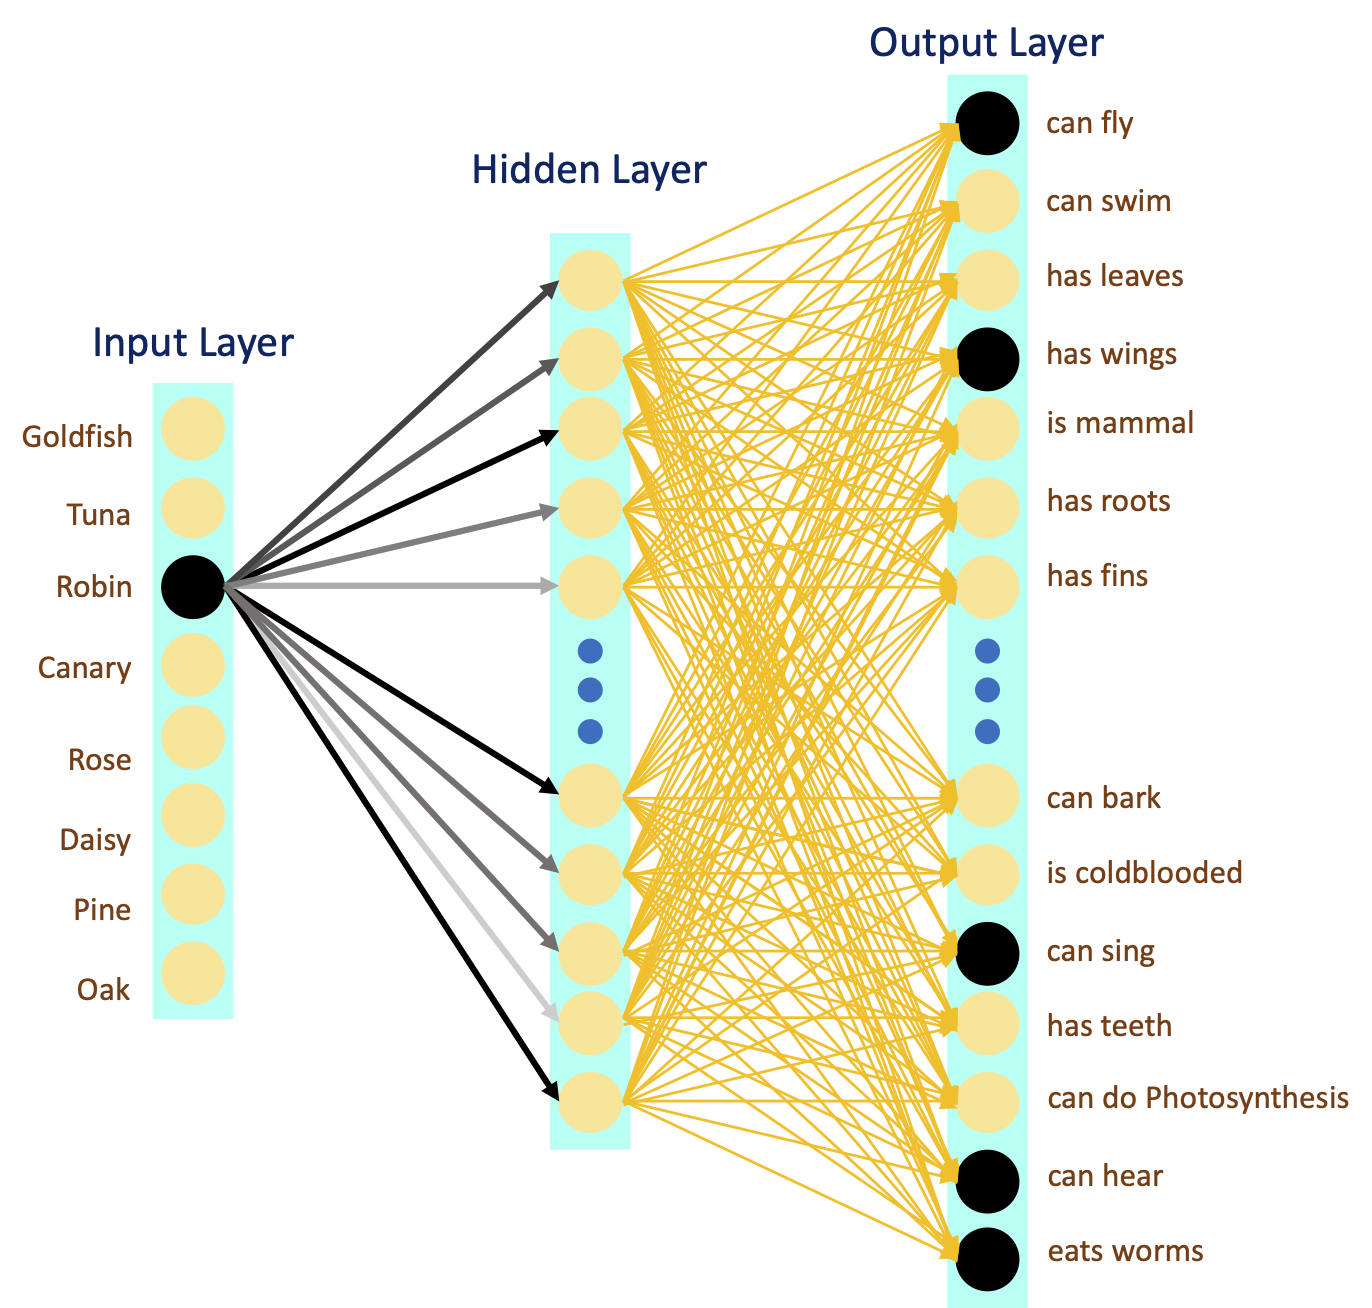 Output Layer
Hidden Layer
Input Layer
Goldfish
Tuna
Robin
Canary
Rose
Daisy
Pine
Oak
can fly
can swim
has leaves
has wings
is mammal
has roots
has fins
can bark
is coldblooded
can sing
has teeth
can do Photosynthesis
can hear
eats worms